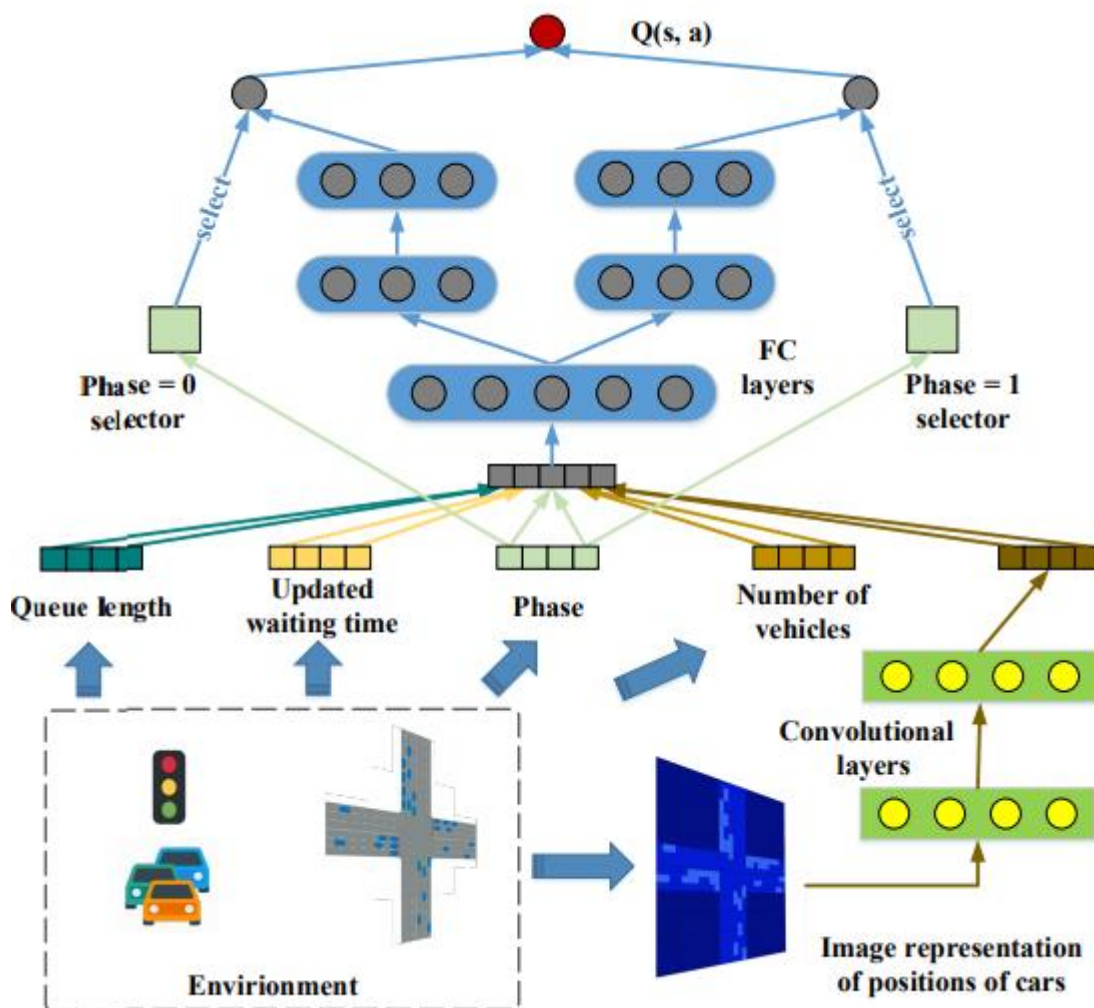 Q(s, a)
select
select
Phase = 0
selector
FC
layers
Phase = 1
selector
Queue length
Updated
waiting time
Phase
Number of
vehicles
Convolutional
layers
Envirionment
Image representation
of positions of cars